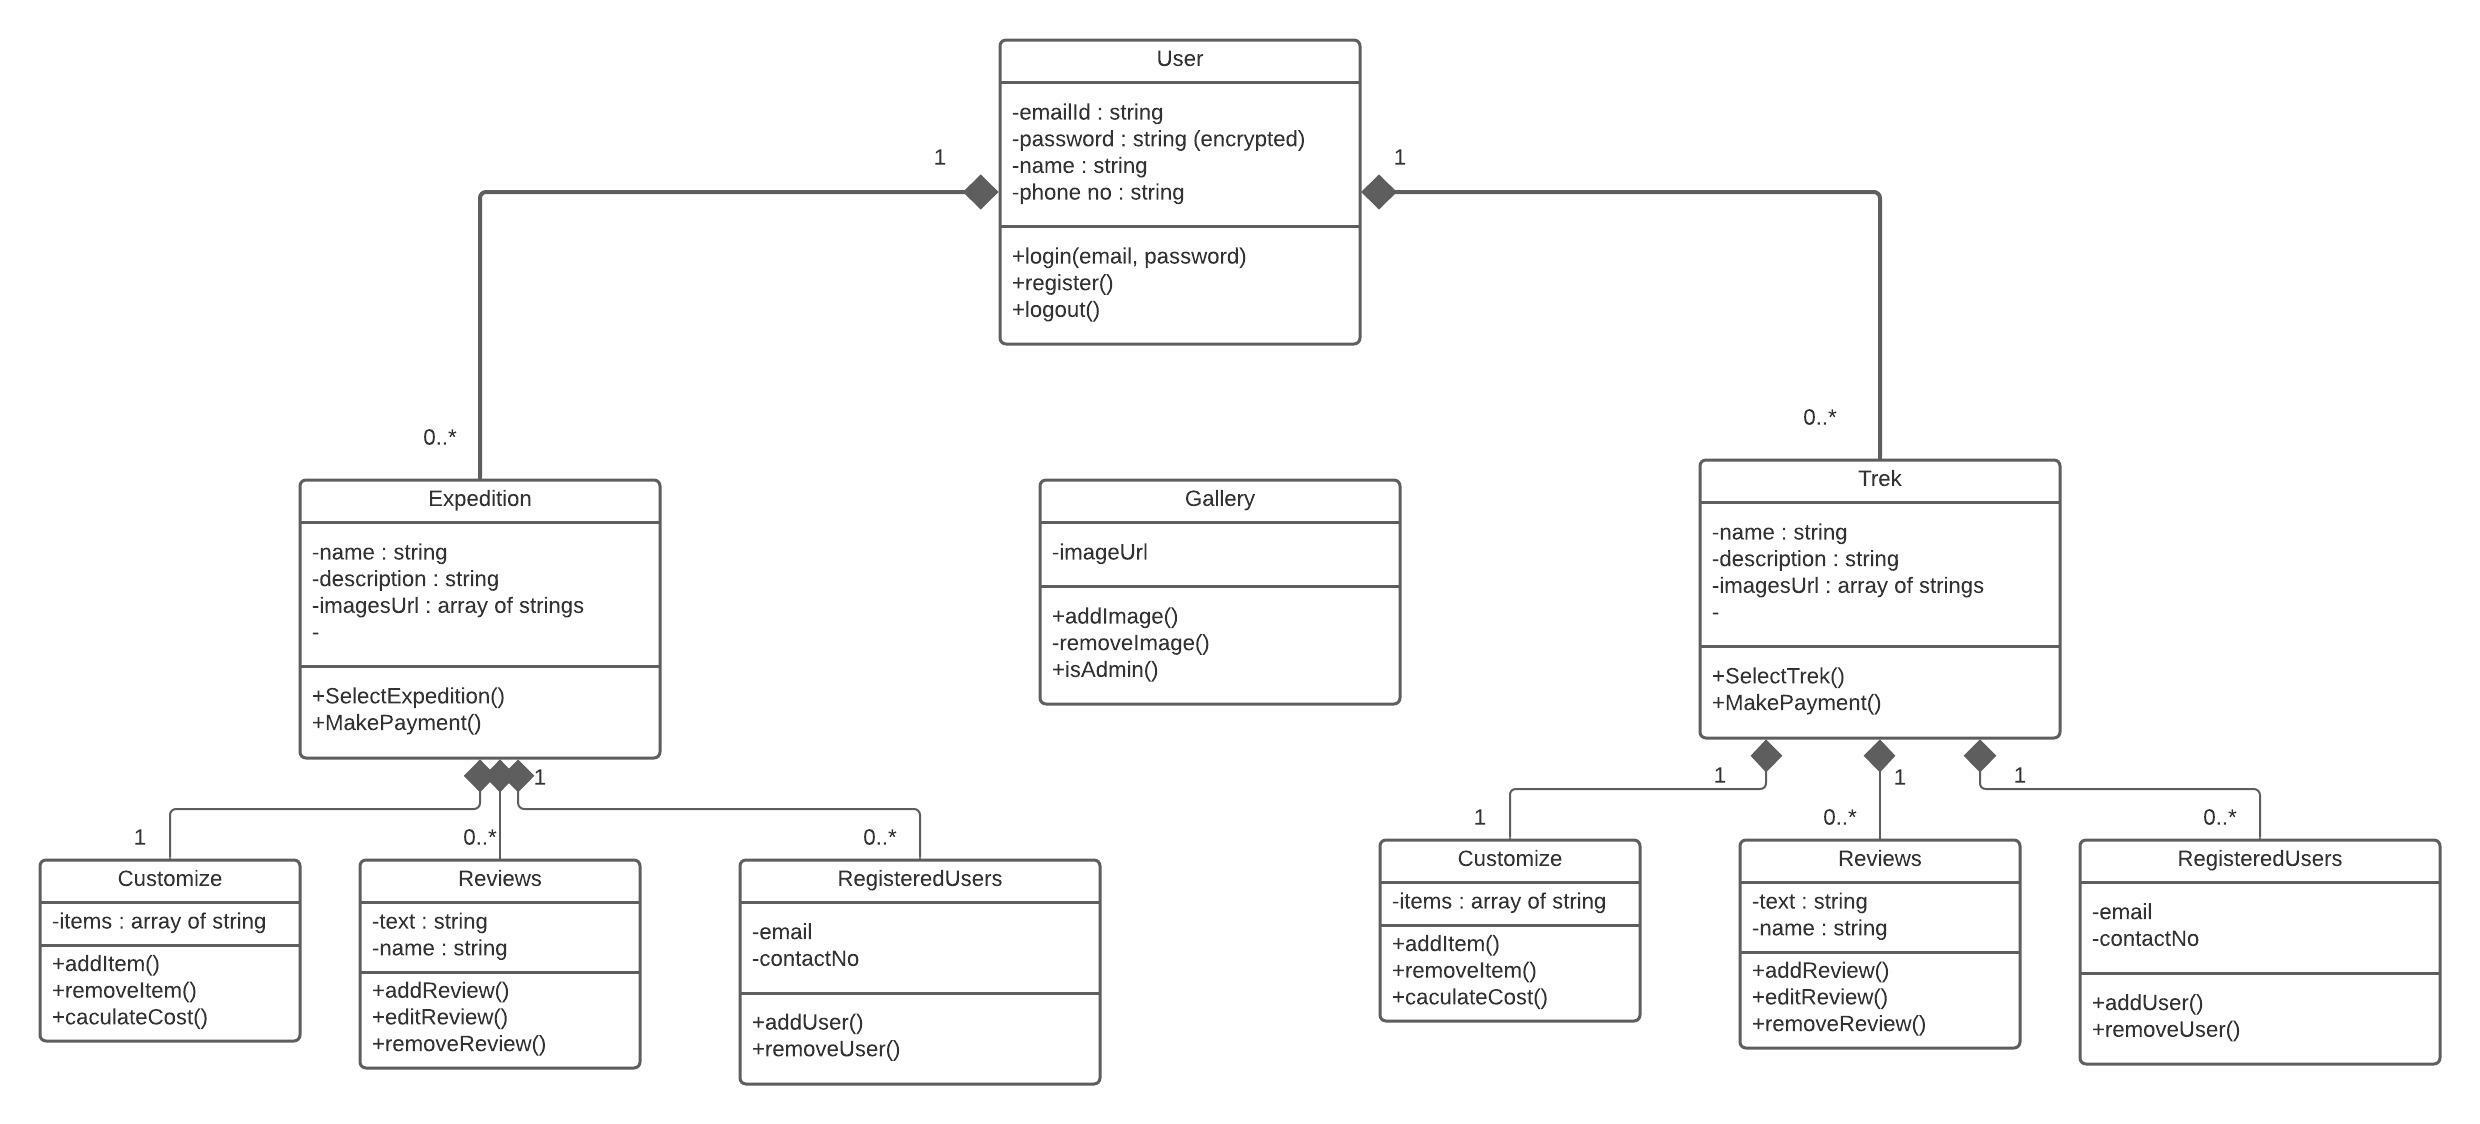 User
-emailId : string
-password : string (encrypted)
-name : string
-phone no : string
+login(email, password)
+register()
+logout()
1
1
0..*
0..*
Expedition
-name : string
-description : string
-imagesUrl : array of strings
-
+SelectExpedition()
+MakePayment()
Gallery
-imageUrl
+addImage()
-removeImage()
+isAdmin()
Trek
-name : string
-description : string
-imagesUrl : array of strings
-
+SelectTrek()
+MakePayment()
1
1
0..*
0..*
1
1
1
1
0..*
0..*
Customize
-items : array of string
+addItem()
+removeItem()
+caculateCost()
Reviews
-text : string
-name : string
+addReview()
+editReview()
+removeReview()
RegisteredUsers
-email
-contactNo
+addUser()
+removeUser()
Customize
-items : array of string
+addItem()
+removeItem()
+caculateCost()
Reviews
-text : string
-name : string
+addReview()
+editReview()
+removeReview()
RegisteredUsers
-email
-contactNo
+addUser()
+removeUser()